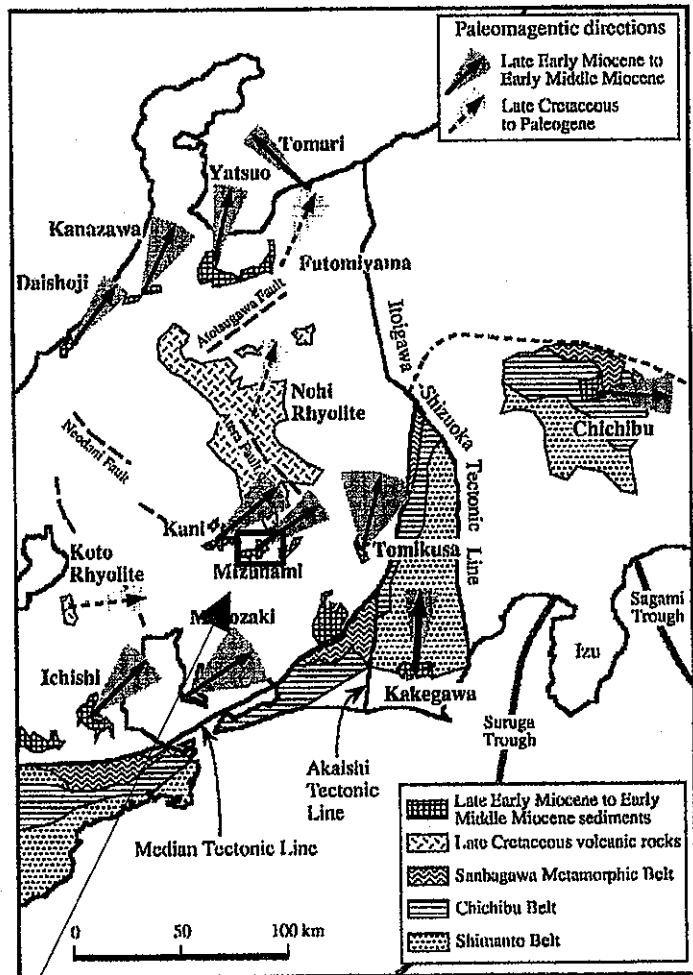 Paleomagentic directions
Late Early Miocene to
Early Middle Miocene
Late Cretaceous
to Paleogene
Tomari
Yatsuo
Kanazawa
Futomiyama
Daishoji
Atotsugawa Fault
Itoigawa
Shizuoka
Tectonic Line
Nohi
Rhyolite
Chichibu
Atera Fault
Neodani Fault
Kani
Tomikusa
Mizunami
Koto
Rhyolite
Sagami
Trough
Izu
Ichishi
Kakegawa
Suruga
Trough
Akaishi
Tectonic
Line
Median Tectonic Line
Late Early Miocene to Early
Middle Miocene sediments
Late Cretaceous volcanic rocks
Sanbagawa Metamorphic Belt
Chichibu Belt
Shimanto Belt
0 50 100 km